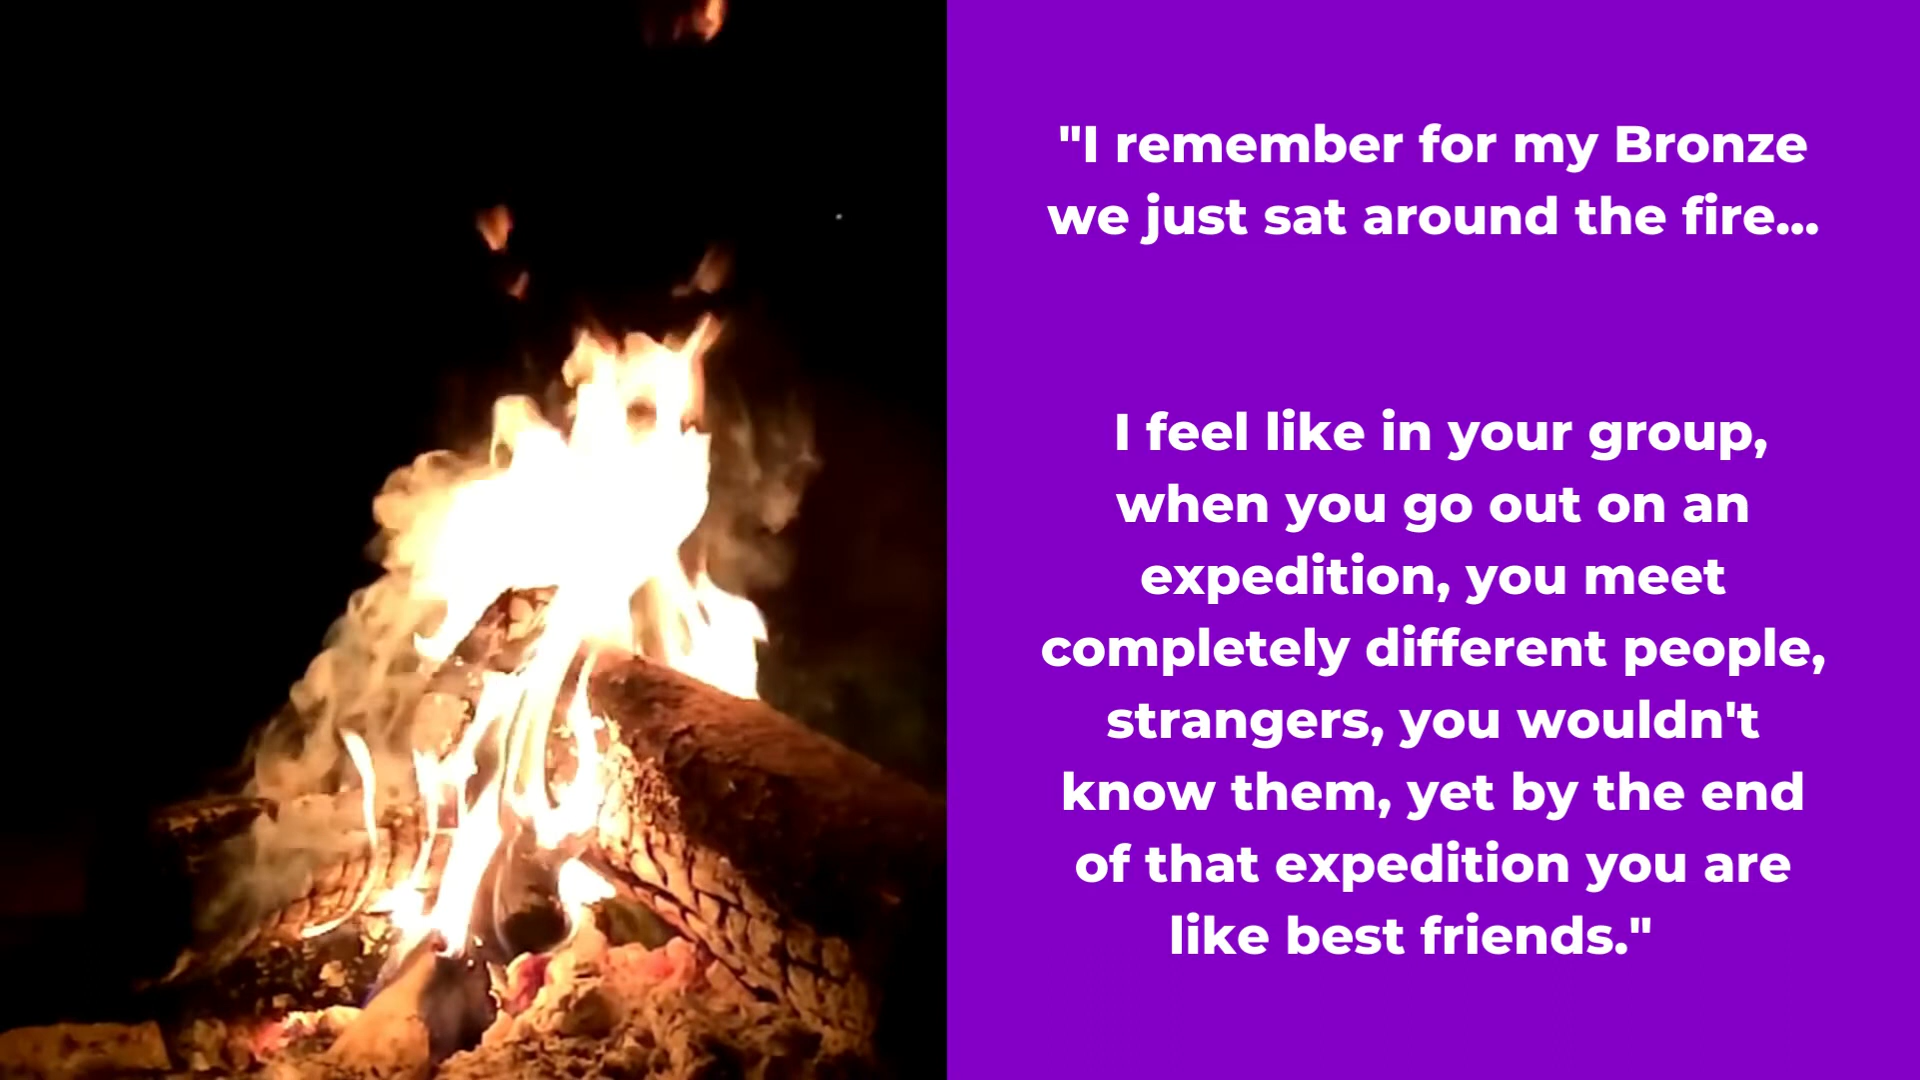 "I remember for my Bronze
we just sat around the fire...
I feel like in your group,
when you go out on an
expedition, you meet
completely different people,
strangers, you wouldn't
know them, yet by the end
of that expedition you are
like best friends."